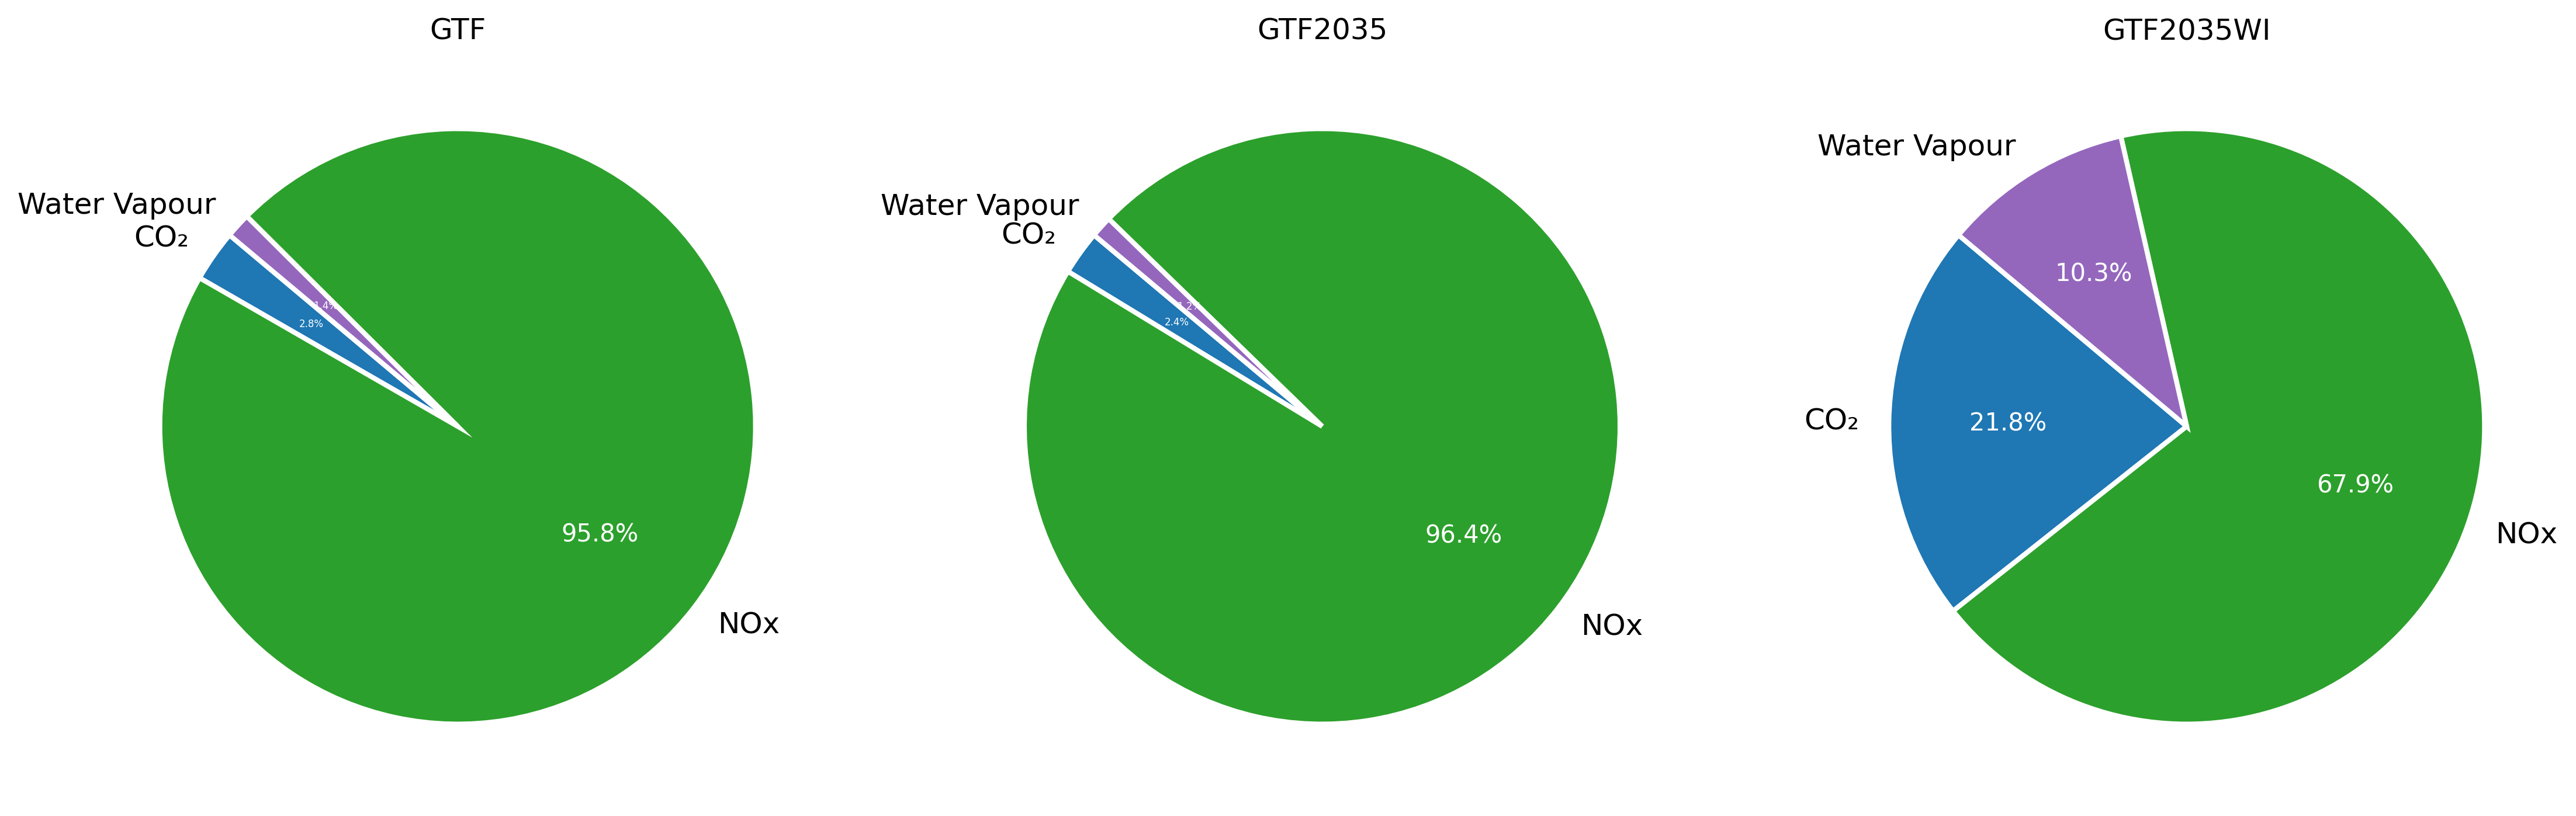 GTF
Water Vapour
CO₂
2.8%
95.8%
NOx
GTF2035
Water Vapour
CO₂
2.4%
96.4%
NOx
GTF2035WI
Water Vapour
10.3%
CO₂
21.8%
67.9%
NOx